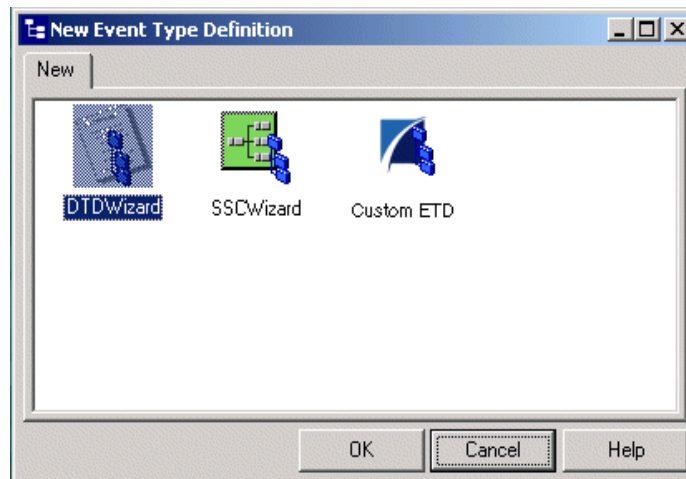 New Event Type Definition
New
DTDWizard SSCWizard Custom ETD
OK Cancel Help